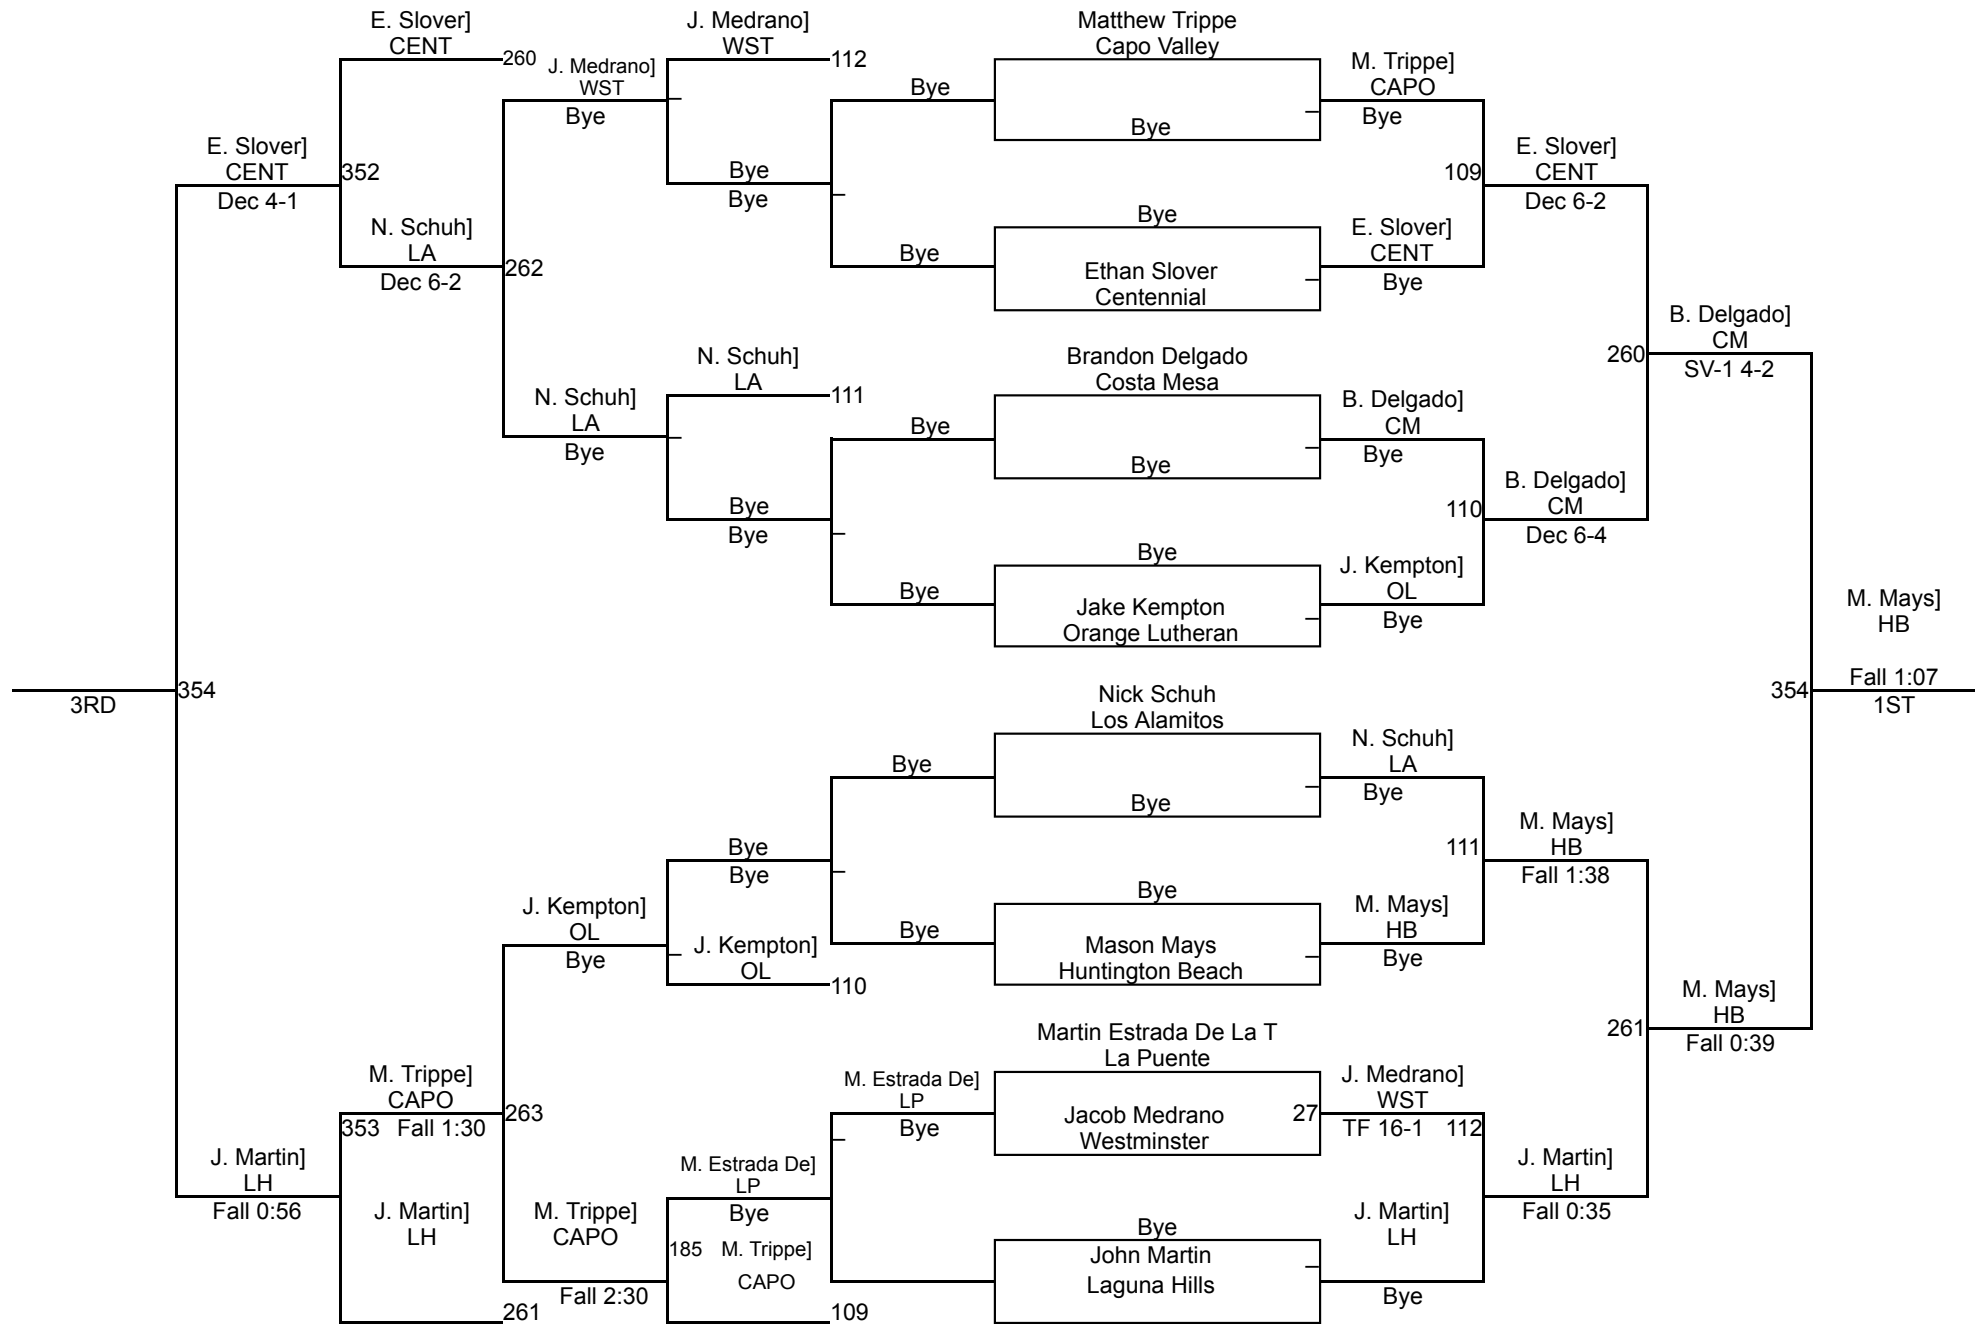 E. Slover]
CENT
260
J. Medrano]
WST
Bye
J. Medrano]
WST
112
Bye
Matthew Trippe
Capo Valley
Bye
M. Trippe]
CAPO
Bye
E. Slover]
CENT
Dec 4-1
352
Bye
Bye
109
E. Slover]
CENT
Dec 6-2
N. Schuh]
LA
Dec 6-2
262
Bye
Bye
Ethan Slover
Centennial
E. Slover]
CENT
Bye
B. Delgado]
CM
SV-1 4-2
260
N. Schuh]
LA
Bye
N. Schuh]
LA
111
Bye
Brandon Delgado
Costa Mesa
Bye
B. Delgado]
CM
Bye
Bye
Bye
110
B. Delgado]
CM
Dec 6-4
Bye
Bye
Jake Kempton
Orange Lutheran
J. Kempton]
OL
Bye
M. Mays]
HB
Fall 1:07
1ST
354
3RD
354
Nick Schuh
Los Alamitos
Bye
Bye
N. Schuh]
LA
Bye
Bye
Bye
111
M. Mays]
HB
Fall 1:38
J. Kempton]
OL
Bye
J. Kempton]
OL
110
Bye
Bye
Mason Mays
Huntington Beach
M. Mays]
HB
Bye
261
M. Mays]
HB
Fall 0:39
M. Trippe]
CAPO
353 Fall 1:30
263
M. Estrada De]
LP
Bye
Martin Estrada De La T
La Puente
Jacob Medrano
Westminster
27
J. Medrano]
WST
TF 16-1
112
J. Martin]
LH
Fall 0:56
M. Estrada De]
LP
Bye
J. Martin]
LH
Fall 0:35
J. Martin]
LH
261
M. Trippe]
CAPO
Fall 2:30
185 M. Trippe]
CAPO
109
Bye
John Martin
Laguna Hills
J. Martin]
LH
Bye